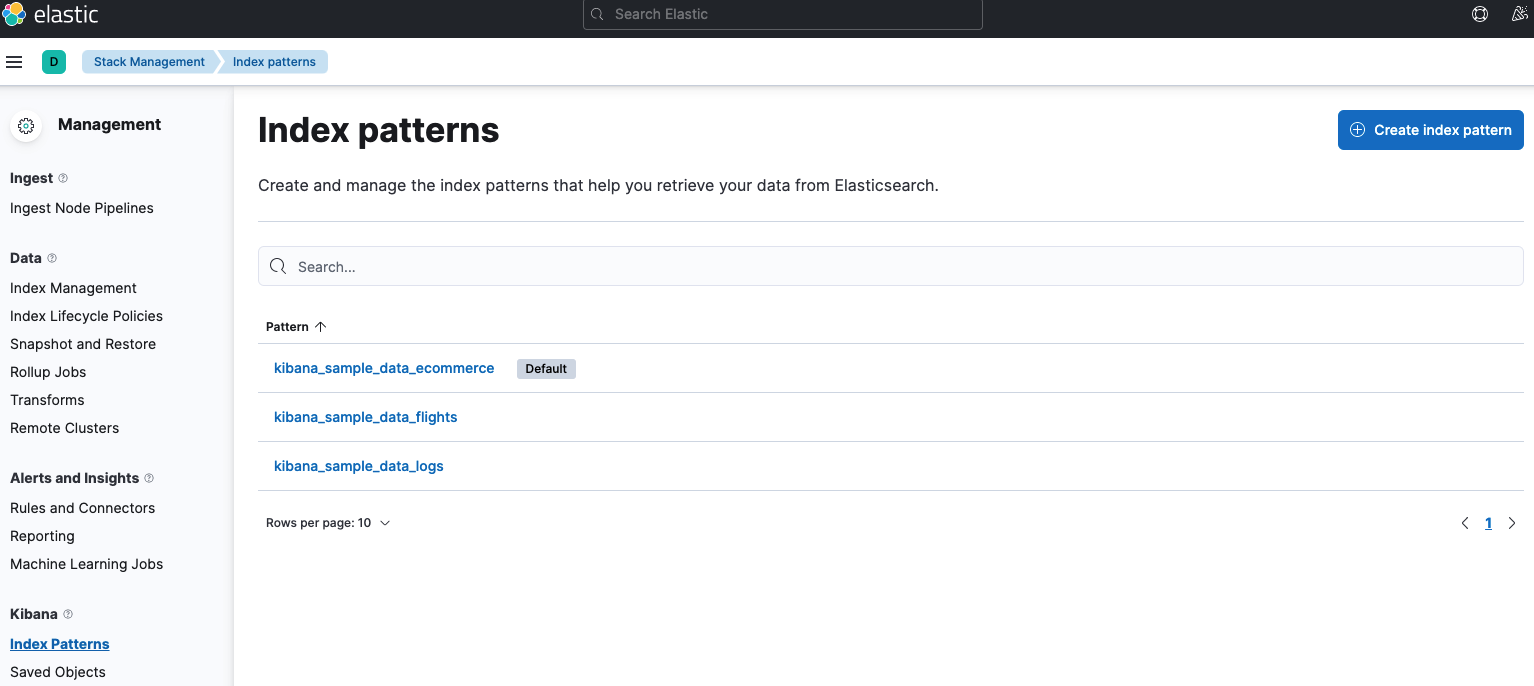 elastic
Search Elastic
D
Stack Management
Index patterns
Management
Ingest
Ingest Node Pipelines
Data
Index Management
Index Lifecycle Policies
Snapshot and Restore
Rollup Jobs
Transforms
Remote Clusters
Alerts and Insights
Rules and Connectors
Reporting
Machine Learning Jobs
Kibana
Index Patterns
Saved Objects
Index patterns
Create index pattern
Create and manage the index patterns that help you retrieve your data from Elasticsearch.
Search...
Pattern
kibana_sample_data_ecommerce Default
kibana_sample_data_flights
kibana_sample_data_logs
Rows per page: 10
1